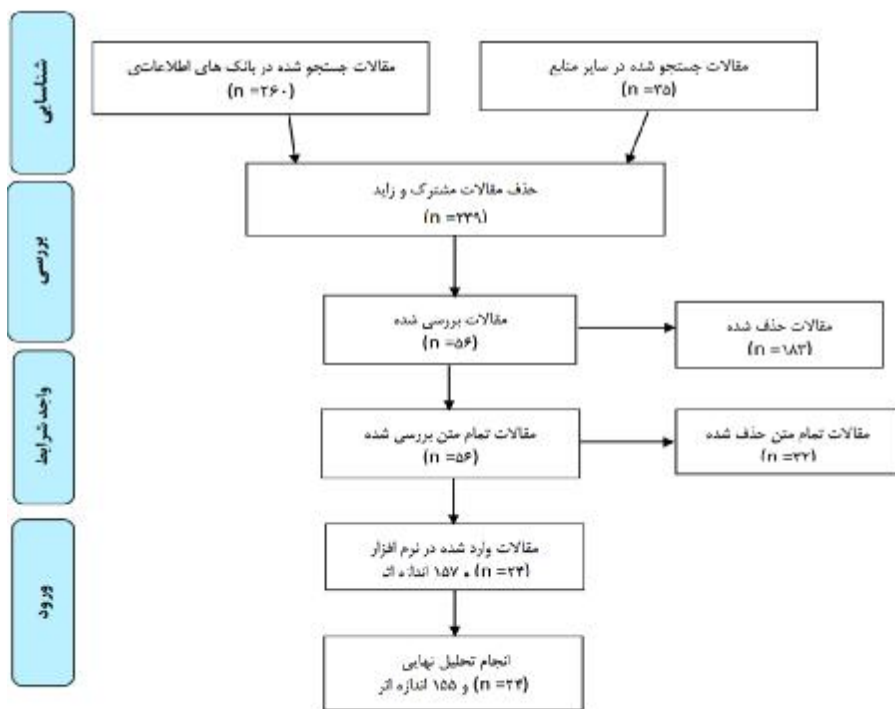 شناسایی
مقالات جستجو شده در سایر منابع
(n =۳۵)
مقالات جستجو شده در بانک های اطلاعاتی
(n =۲۶۰)
بررسی
حذف مقالات مشترک و زاید
(n =۲۳۹)
مقالات بررسی شده
(n =۵۶)
مقالات حذف شده
(n =۱۸۳)
واجد شرایط
مقالات تمام متن بررسی شده
(n =۵۶)
مقالات تمام متن حذف شده
(n =۳۲)
ورود
مقالات وارد شده در نرم افزار
(n =۲۴) و ۱۵۷ اندازه اثر
انجام تحلیل نهایی
(n =۲۴) و ۱۵۵ اندازه اثر